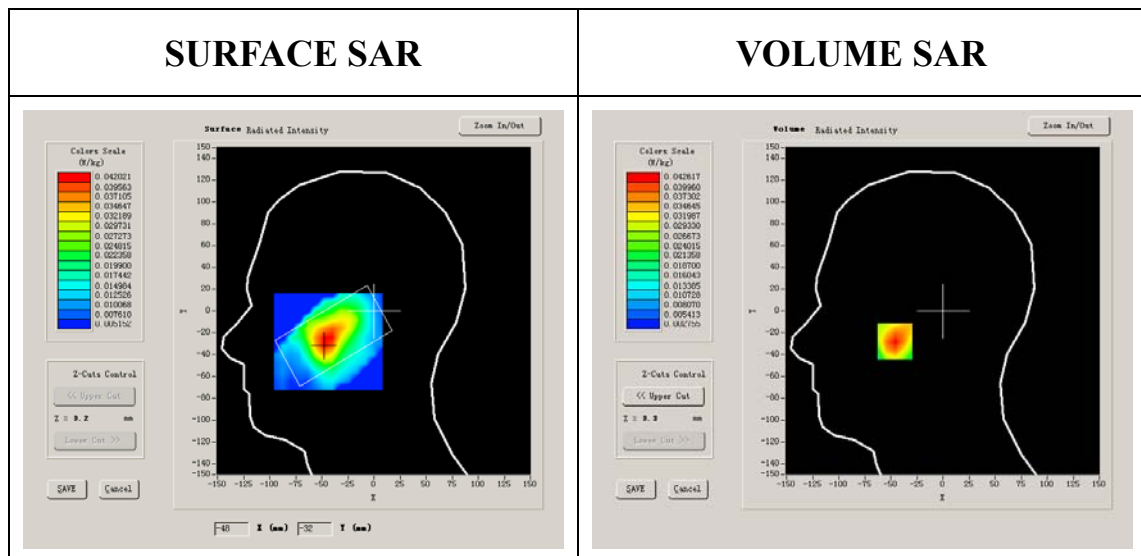 SURFACE SAR
VOLUME SAR
Surface Radiated Intensity
Zoom In/Out
Colors Scale
(W/kg)
0.042021
0.039563
0.037105
0.034647
0.032189
0.029731
0.027273
0.024815
0.022358
0.019900
0.017442
0.014984
0.012526
0.010068
0.007610
0.005152
150
140
120
100
80
60
40
20
0
-20
-40
-60
-80
-100
-120
-140
-150
Y
-150 -125 -100 -75 -50 -25 0 25 50 75 100 125 150
X
Z-Cuts Control
<< Upper Cut
Z = 9.2 mm
Lower Cut >>
SAVE Cancel
-48 X (mm) -32 Y (mm)
Volume Radiated Intensity
Zoom In/Out
Colors Scale
(W/kg)
0.042617
0.039960
0.037302
0.034645
0.031987
0.029330
0.026673
0.024015
0.021358
0.018700
0.016043
0.013385
0.010728
0.008070
0.005413
0.002755
150
140
120
100
80
60
40
20
0
-20
-40
-60
-80
-100
-120
-140
-150
Y
-150 -125 -100 -75 -50 -25 0 25 50 75 100 125 150
X
Z-Cuts Control
<< Upper Cut
Z = 9.3 mm
Lower Cut >>
SAVE Cancel